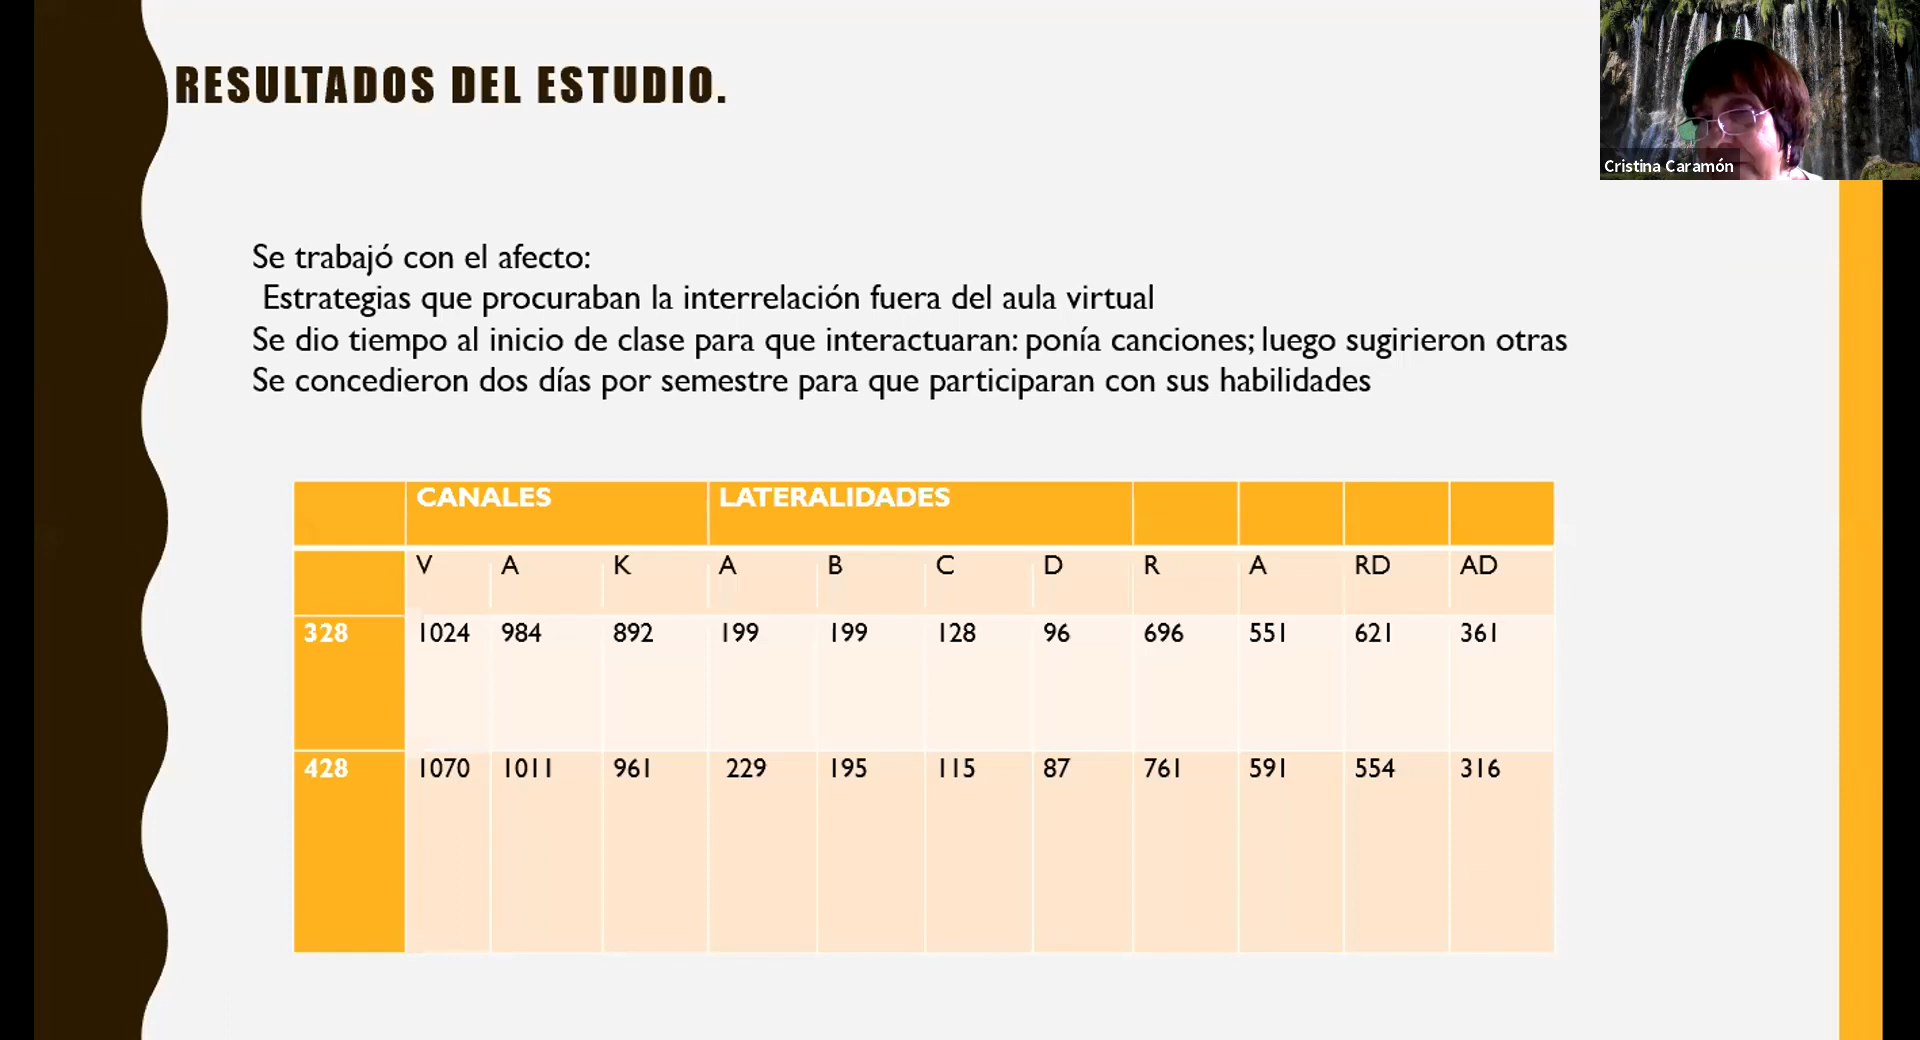 RESULTADOS DEL ESTUDIO.
Cristina Caramón
Se trabajó con el afecto:
Estrategias que procuraban la interrelación fuera del aula virtual
Se dio tiempo al inicio de clase para que interactuaran: ponía canciones; luego sugirieron otras
Se concedieron dos días por semestre para que participaran con sus habilidades
CANALES LATERALIDADES
V A K A B C D R A RD AD
328 1024 984 892 199 199 128 96 696 551 621 361
428 1070 1011 961 229 195 115 87 761 591 554 316